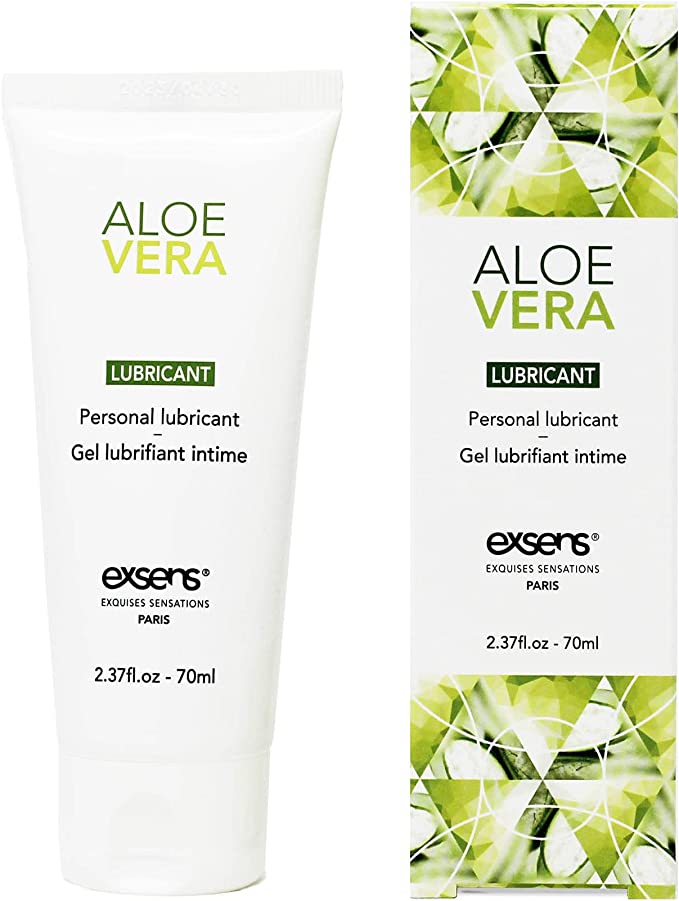 ALOE
VERA
LUBRICANT
Personal lubricant
–
Gel lubrifiant intime
exsens®
EXQUISES SENSATIONS
PARIS
2.37fl.oz - 70ml
ALOE
VERA
LUBRICANT
Personal lubricant
–
Gel lubrifiant intime
exsens®
EXQUISES SENSATIONS
PARIS
2.37fl.oz - 70ml